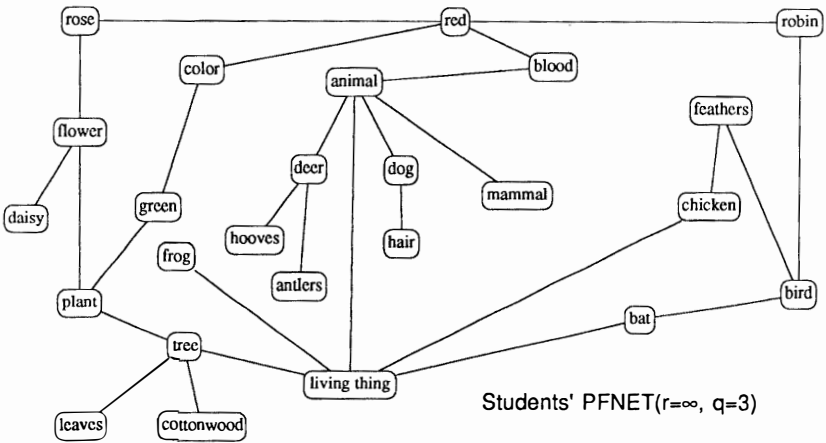 rose
red
robin
color
blood
animal
feathers
flower
deer
dog
mammal
daisy
green
chicken
hooves
hair
frog
antlers
plant
bird
bat
tree
living thing
Students' PFNET(r=∞, q=3)
leaves
cottonwood